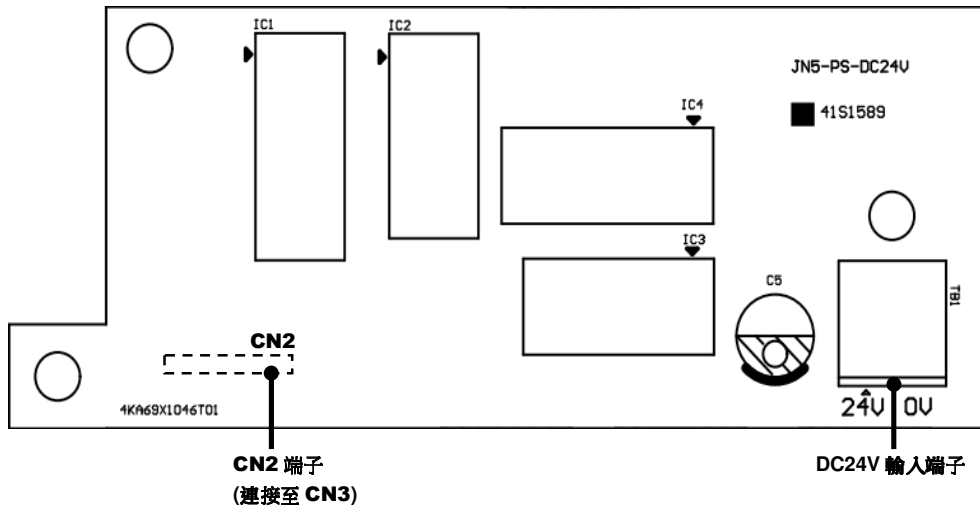 IC1
IC2
JN5-PS-DC24V
IC4
41S1589
IC3
C5
TB1
CN2
4KA69X1046T01
24V 0V
CN2 端子
(連接至 CN3)
DC24V 輸入端子